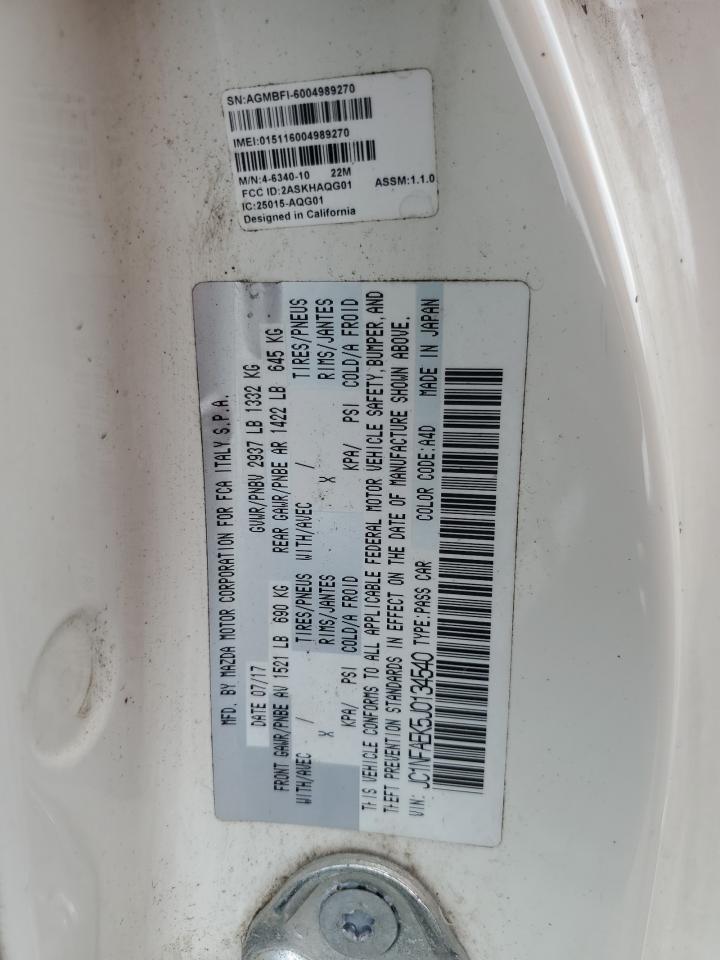 SN:AGMBFI-6004989270
IMEI:015116004989270
M/N:4-6340-10 22M
FCC ID:2ASKHAQG01 ASSM:1.1.0
IC:25015-AQG01
Designed in California
MFD. BY MAZDA MOTOR CORPORATION FOR FCA ITALY S.P.A.
DATE 07/17 GVWR/PNBV 2937 LB 1332 KG
FRONT GAWR/PNBE AV 1521 LB 690 KG REAR GAWR/PNBE AR 1422 LB 645 KG
WITH/AVEC / TIRES/PNEUS WITH/AVEC / TIRES/PNEUS
X RIMS/JANTES X RIMS/JANTES
KPA/ PSI COLD/A FROID KPA/ PSI COLD/A FROID
THIS VEHICLE CONFORMS TO ALL APPLICABLE FEDERAL MOTOR VEHICLE SAFETY, BUMPER, AND
THEFT PREVENTION STANDARDS IN EFFECT ON THE DATE OF MANUFACTURE SHOWN ABOVE.
VIN: JC1NFAEK5J0134540 TYPE:PASS CAR COLOR CODE:A4D MADE IN JAPAN